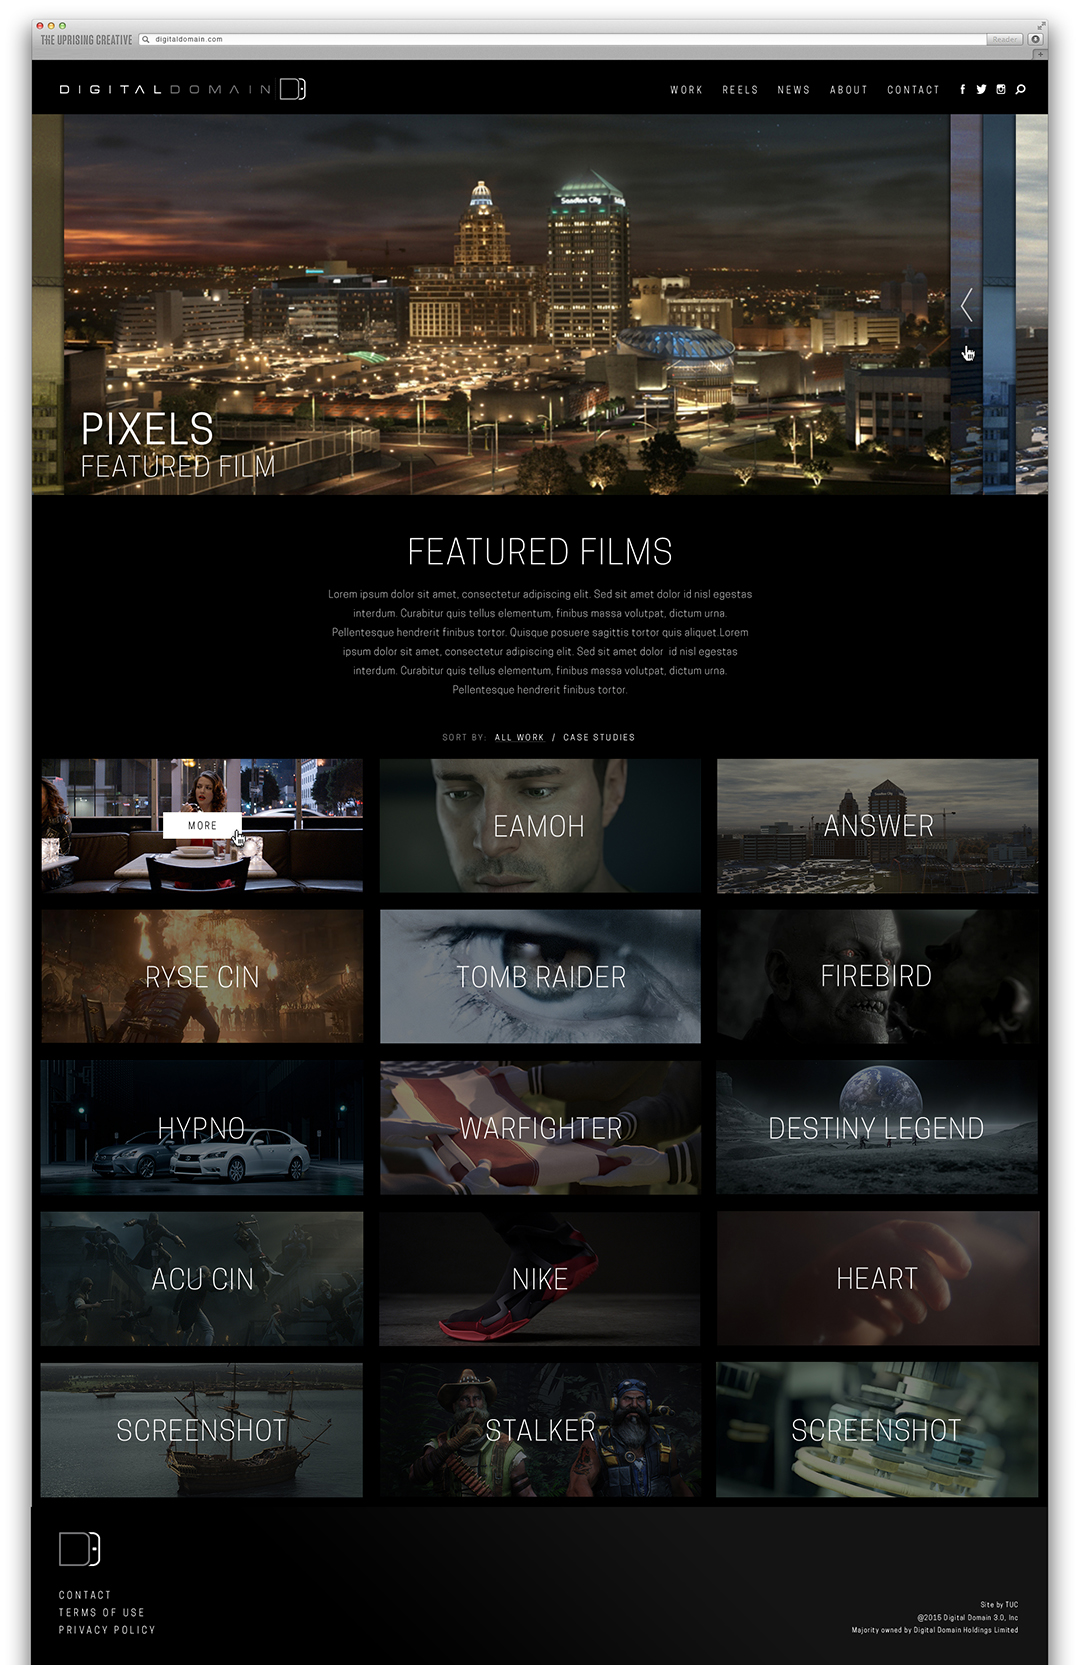 THE UPRISING CREATIVE
digitaldomain.com
Reader
DIGITALDOMAIN
WORK REELS NEWS ABOUT CONTACT
Sandton City
PIXELS
FEATURED FILM
FEATURED FILMS
Lorem ipsum dolor sit amet, consectetur adipiscing elit. Sed sit amet dolor id nisl egestas
interdum. Curabitur quis tellus elementum, finibus massa volutpat, dictum urna.
Pellentesque hendrerit finibus tortor. Quisque posuere sagittis tortor quis aliquet.Lorem
ipsum dolor sit amet, consectetur adipiscing elit. Sed sit amet dolor id nisl egestas
interdum. Curabitur quis tellus elementum, finibus massa volutpat, dictum urna.
Pellentesque hendrerit finibus tortor.
SORT BY: ALL WORK / CASE STUDIES
MORE
EAMOH
ANSWER
RYSE CIN
TOMB RAIDER
FIREBIRD
HYPNO
WARFIGHTER
DESTINY LEGEND
ACU CIN
NIKE
HEART
SCREENSHOT
STALKER
SCREENSHOT
CONTACT
TERMS OF USE
PRIVACY POLICY
Site by TUC
@2015 Digital Domain 3.0, Inc
Majority owned by Digital Domain Holdings Limited